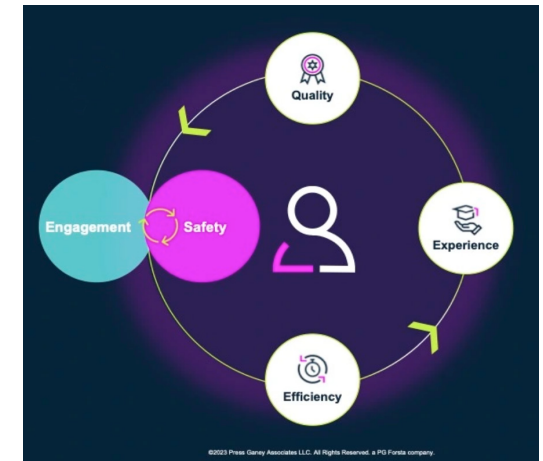 Quality
Engagement
Safety
Experience
Efficiency
©2023 Press Ganey Associates LLC. All Rights Reserved. a PG Forsta company.